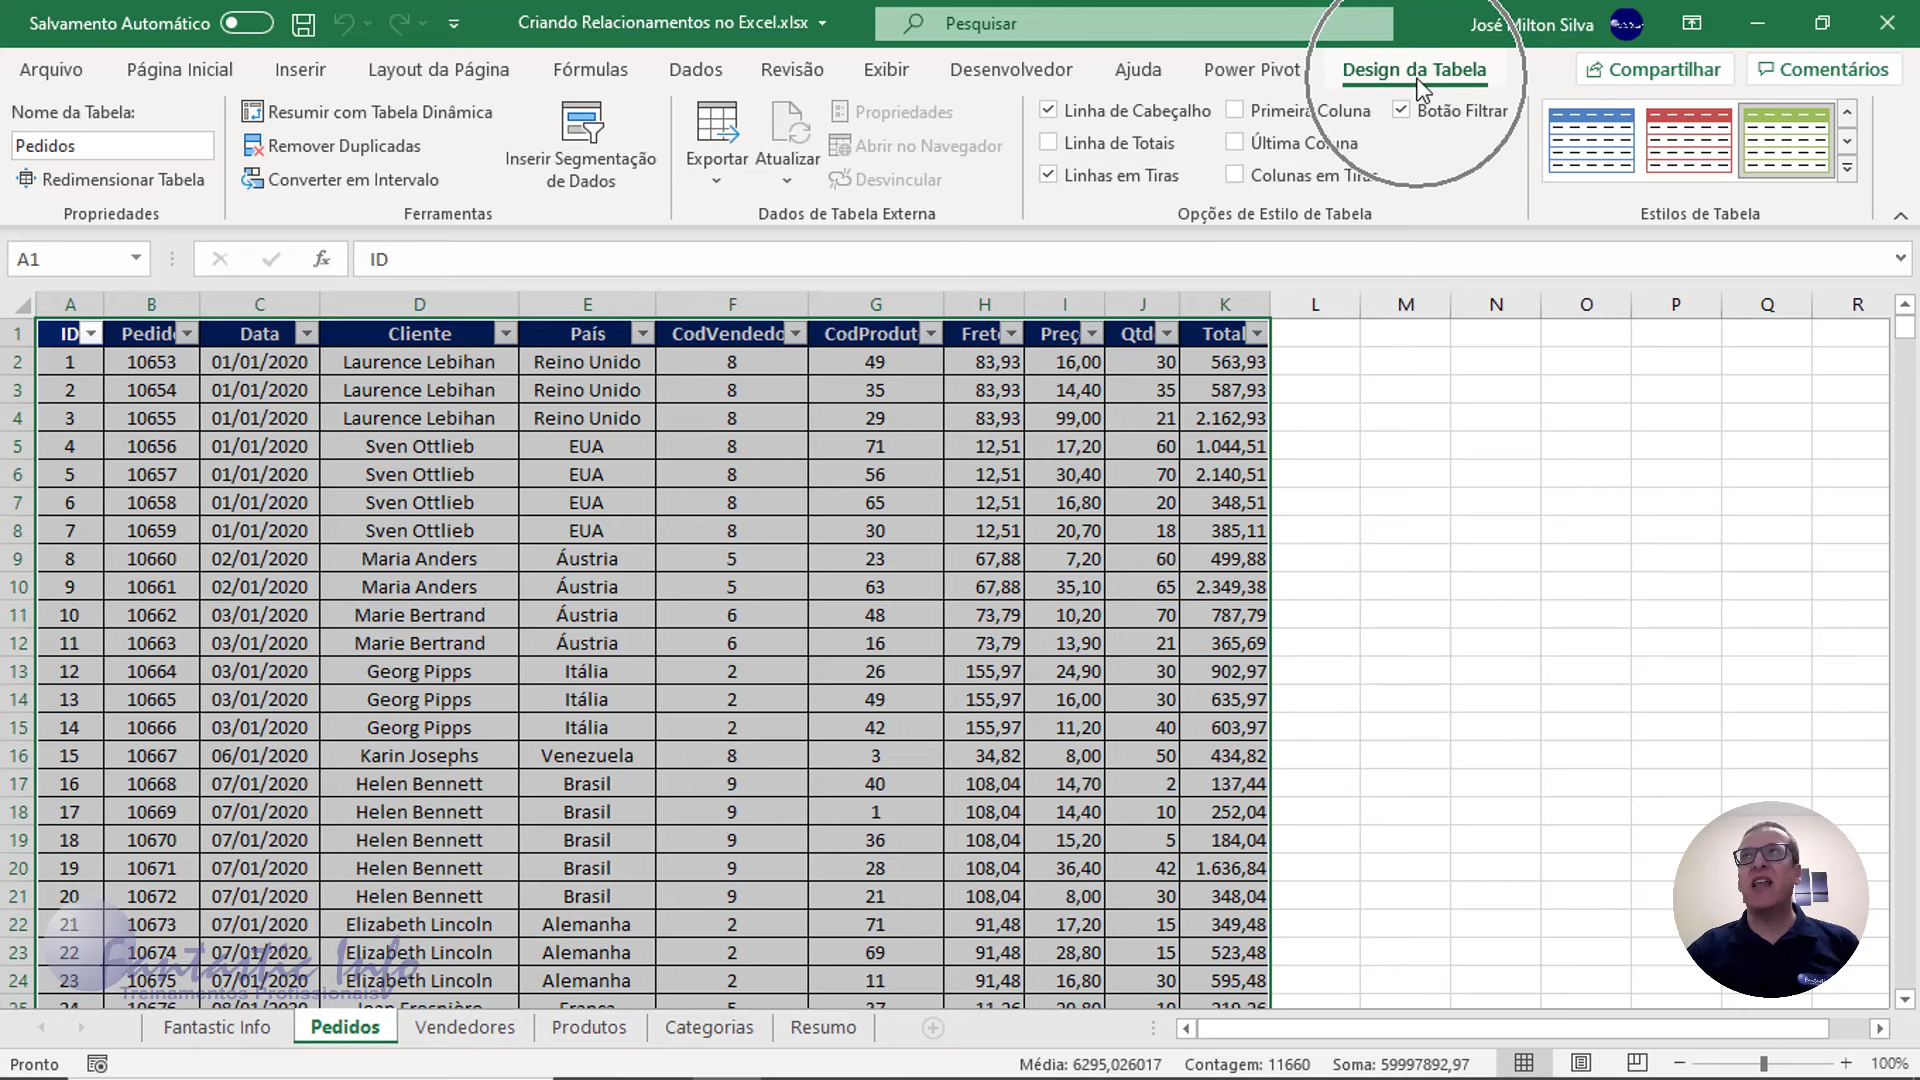 Salvamento Automático
Criando Relacionamentos no Excel.xlsx
Pesquisar
José Milton Silva
Arquivo
Página Inicial
Inserir
Layout da Página
Fórmulas
Dados
Revisão
Exibir
Desenvolvedor
Ajuda
Power Pivot
Design da Tabela
Compartilhar
Comentários
Nome da Tabela:
Pedidos
Redimensionar Tabela
Propriedades
Resumir com Tabela Dinâmica
Remover Duplicadas
Converter em Intervalo
Ferramentas
Inserir Segmentação
de Dados
Exportar
Atualizar
Propriedades
Abrir no Navegador
Desvincular
Dados de Tabela Externa
Linha de Cabeçalho
Linha de Totais
Linhas em Tiras
Primeira Coluna
Última Coluna
Colunas em Tiras
Botão Filtrar
Opções de Estilo de Tabela
Estilos de Tabela
A1
fx
ID
A B C D E F G H I J K L M N O P Q R
1 ID Pedid Data Cliente País CodVendedo CodProdut Fret Preç Qtd Total
2 1 10653 01/01/2020 Laurence Lebihan Reino Unido 8 49 83,93 16,00 30 563,93
3 2 10654 01/01/2020 Laurence Lebihan Reino Unido 8 35 83,93 14,40 35 587,93
4 3 10655 01/01/2020 Laurence Lebihan Reino Unido 8 29 83,93 99,00 21 2.162,93
5 4 10656 01/01/2020 Sven Ottlieb EUA 8 71 12,51 17,20 60 1.044,51
6 5 10657 01/01/2020 Sven Ottlieb EUA 8 56 12,51 30,40 70 2.140,51
7 6 10658 01/01/2020 Sven Ottlieb EUA 8 65 12,51 16,80 20 348,51
8 7 10659 01/01/2020 Sven Ottlieb EUA 8 30 12,51 20,70 18 385,11
9 8 10660 02/01/2020 Maria Anders Áustria 5 23 67,88 7,20 60 499,88
10 9 10661 02/01/2020 Maria Anders Áustria 5 63 67,88 35,10 65 2.349,38
11 10 10662 03/01/2020 Marie Bertrand Áustria 6 48 73,79 10,20 70 787,79
12 11 10663 03/01/2020 Marie Bertrand Áustria 6 16 73,79 13,90 21 365,69
13 12 10664 03/01/2020 Georg Pipps Itália 2 26 155,97 24,90 30 902,97
14 13 10665 03/01/2020 Georg Pipps Itália 2 49 155,97 16,00 30 635,97
15 14 10666 03/01/2020 Georg Pipps Itália 2 42 155,97 11,20 40 603,97
16 15 10667 06/01/2020 Karin Josephs Venezuela 8 3 34,82 8,00 50 434,82
17 16 10668 07/01/2020 Helen Bennett Brasil 9 40 108,04 14,70 2 137,44
18 17 10669 07/01/2020 Helen Bennett Brasil 9 1 108,04 14,40 10 252,04
19 18 10670 07/01/2020 Helen Bennett Brasil 9 36 108,04 15,20 5 184,04
20 19 10671 07/01/2020 Helen Bennett Brasil 9 28 108,04 36,40 42 1.636,84
21 20 10672 07/01/2020 Helen Bennett Brasil 9 21 108,04 8,00 30 348,04
22 21 10673 07/01/2020 Elizabeth Lincoln Alemanha 2 71 91,48 17,20 15 349,48
23 22 10674 07/01/2020 Elizabeth Lincoln Alemanha 2 69 91,48 28,80 15 523,48
24 23 10675 07/01/2020 Elizabeth Lincoln Alemanha 2 11 91,48 16,80 30 595,48
Fantastic Info
Treinamentos Profissionais
Fantastic Info
Pedidos
Vendedores
Produtos
Categorias
Resumo
Pronto
Média: 6295,026017
Contagem: 11660
Soma: 59997892,97
100%